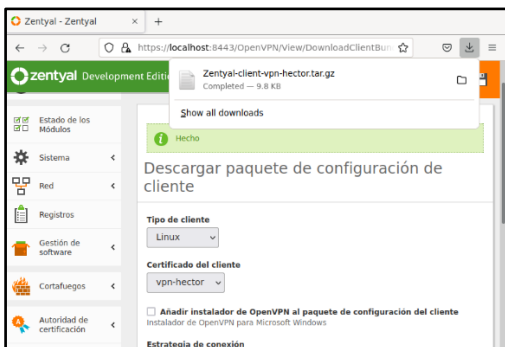 Zentyal - Zentyal
https://localhost:8443/OpenVPN/View/DownloadClientBun
zentyal Development Editi
Zentyal-client-vpn-hector.tar.gz
Completed — 9.8 KB
Show all downloads
Estado de los
Módulos
Sistema
Red
Registros
Gestión de
software
Cortafuegos
Autoridad de
certificación
Hecho
Descargar paquete de configuración de
cliente
Tipo de cliente
Linux
Certificado del cliente
vpn-hector
Añadir instalador de OpenVPN al paquete de configuración del cliente
Instalador de OpenVPN para Microsoft Windows
Estrategia de conexión